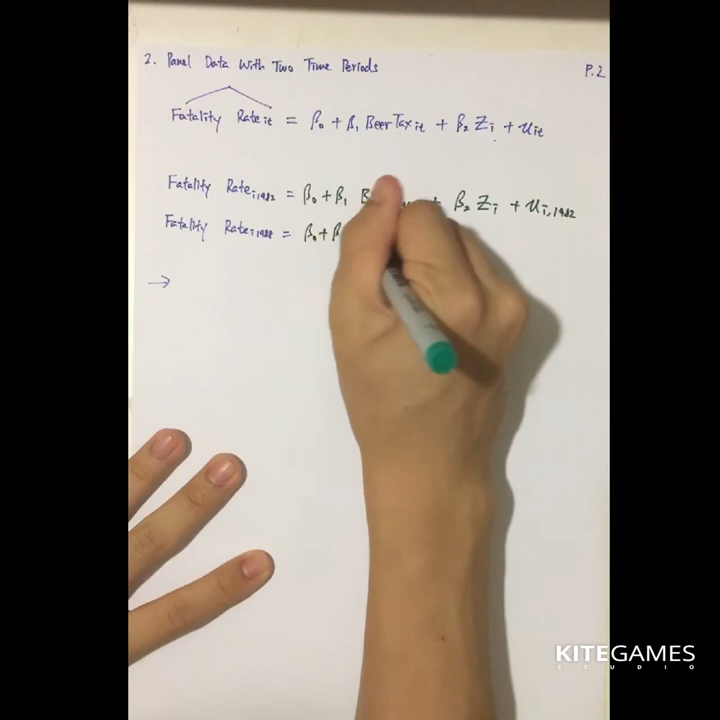 2. Panel Data With Two Time Periods
P.2
Fatality Rate it = β₀ + β₁ BeerTax it + β₂ Zᵢ + uᵢₜ
Fatality Rate i 1982 = β₀ + β₁ + β₂ Zᵢ + uᵢ,₁₉₈₂
Fatality Rate i 1988 = β₀ + β
→
KITEGAMES
STUDIO